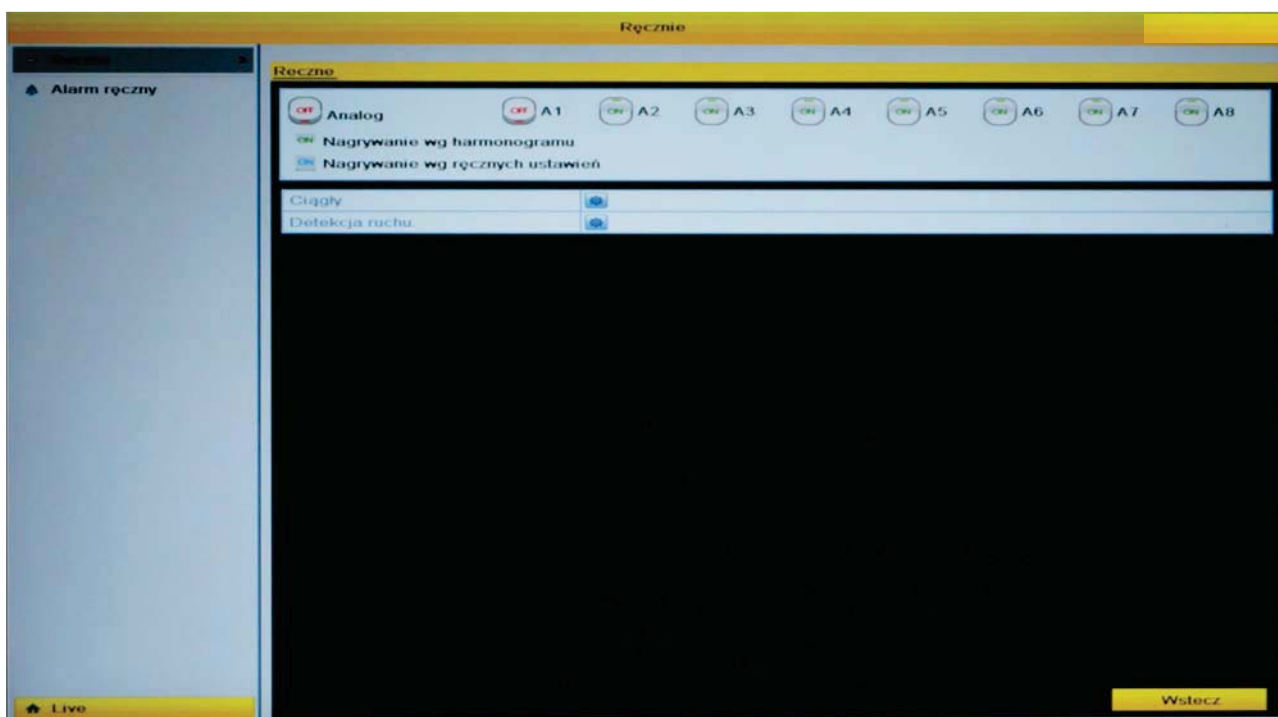 Ręcznie
Alarm ręczny
Ręczne
OFF Analog OFF A1 ON A2 ON A3 ON A4 ON A5 ON A6 ON A7 ON A8
ON Nagrywanie wg harmonogramu
ON Nagrywanie wg ręcznych ustawień
Ciągły
Detekcja ruchu
Live
Wstecz